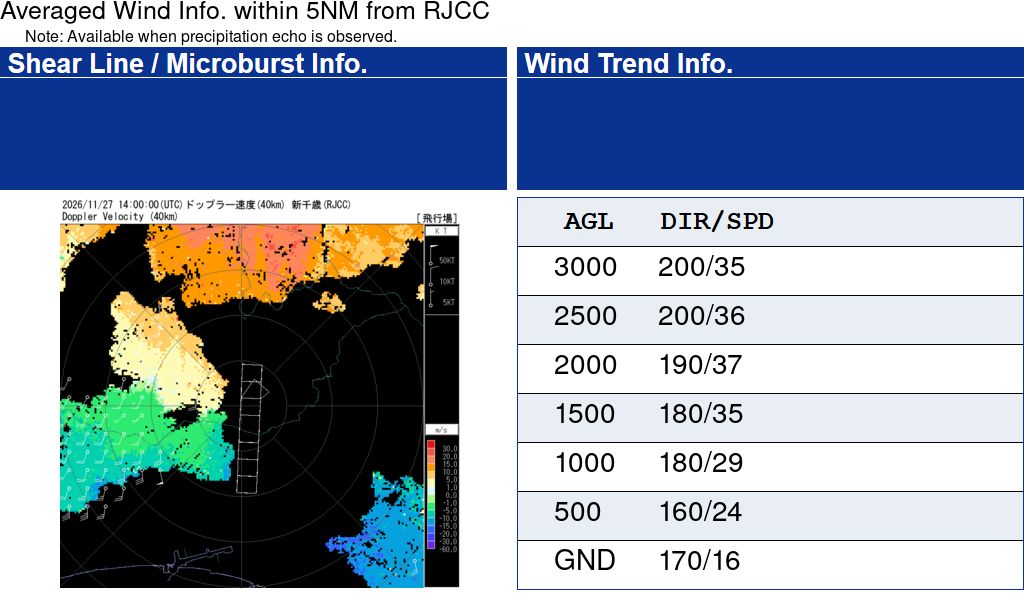 Averaged Wind Info. within 5NM from RJCC
Note: Available when precipitation echo is observed.
Shear Line / Microburst Info.
Wind Trend Info.
2026/11/27 14:00:00(UTC) ドップラー速度(40km) 新千歳(RJCC)
Doppler Velocity (40km)
[飛行場]
KT
50KT
10KT
5KT
m/s
30.0
20.0
15.0
10.0
5.0
1.0
0.0
-1.0
-5.0
-10.0
-15.0
-20.0
-30.0
-60.0
AGL DIR/SPD
3000 200/35
2500 200/36
2000 190/37
1500 180/35
1000 180/29
500 160/24
GND 170/16